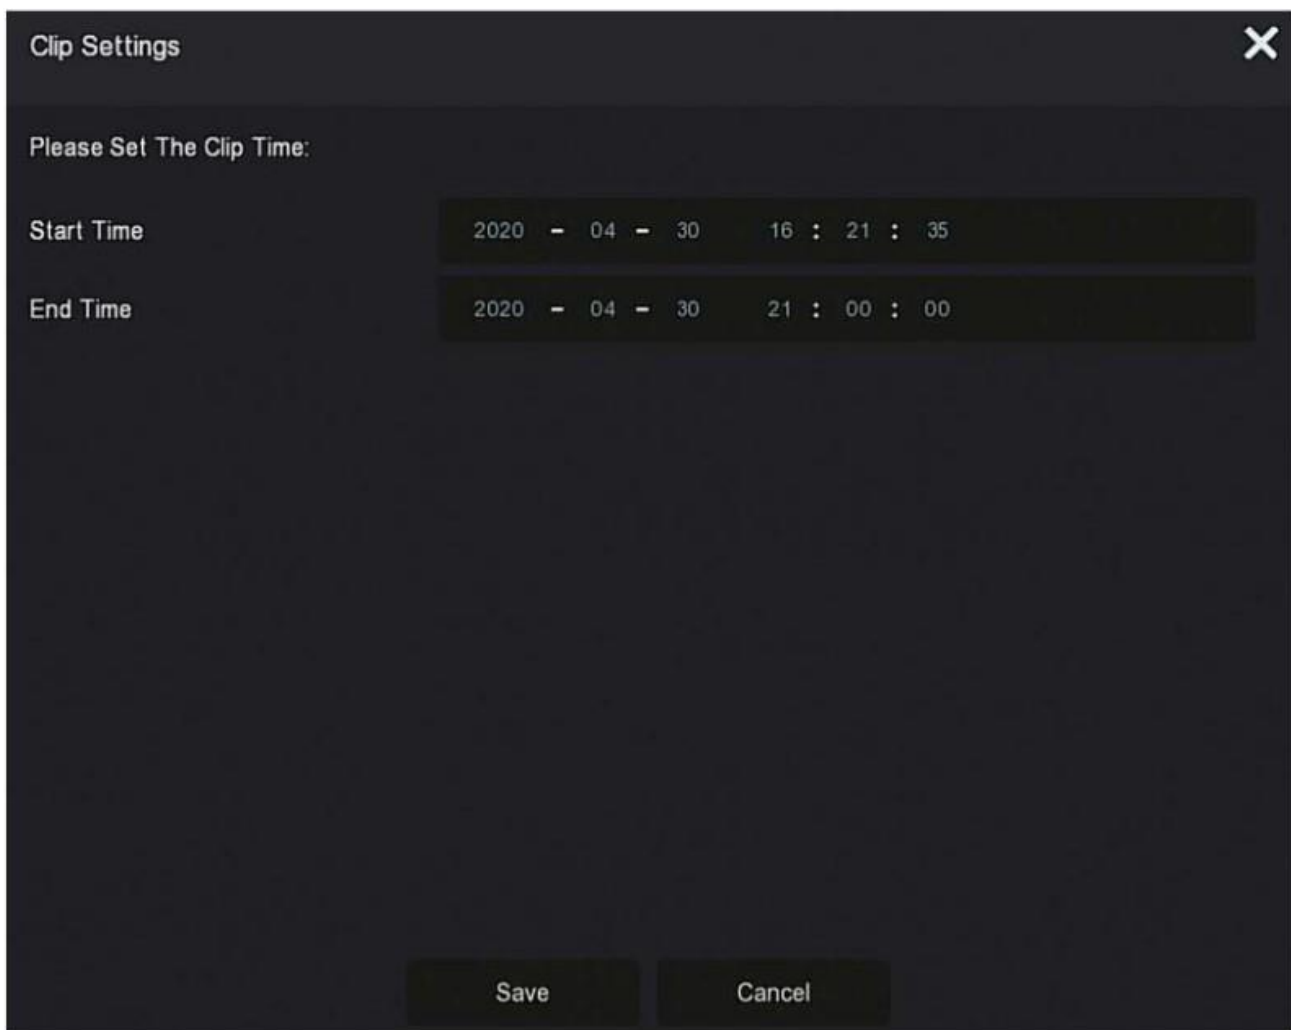 Clip Settings
Please Set The Clip Time:
Start Time 2020 - 04 - 30 16 : 21 : 35
End Time 2020 - 04 - 30 21 : 00 : 00
Save Cancel